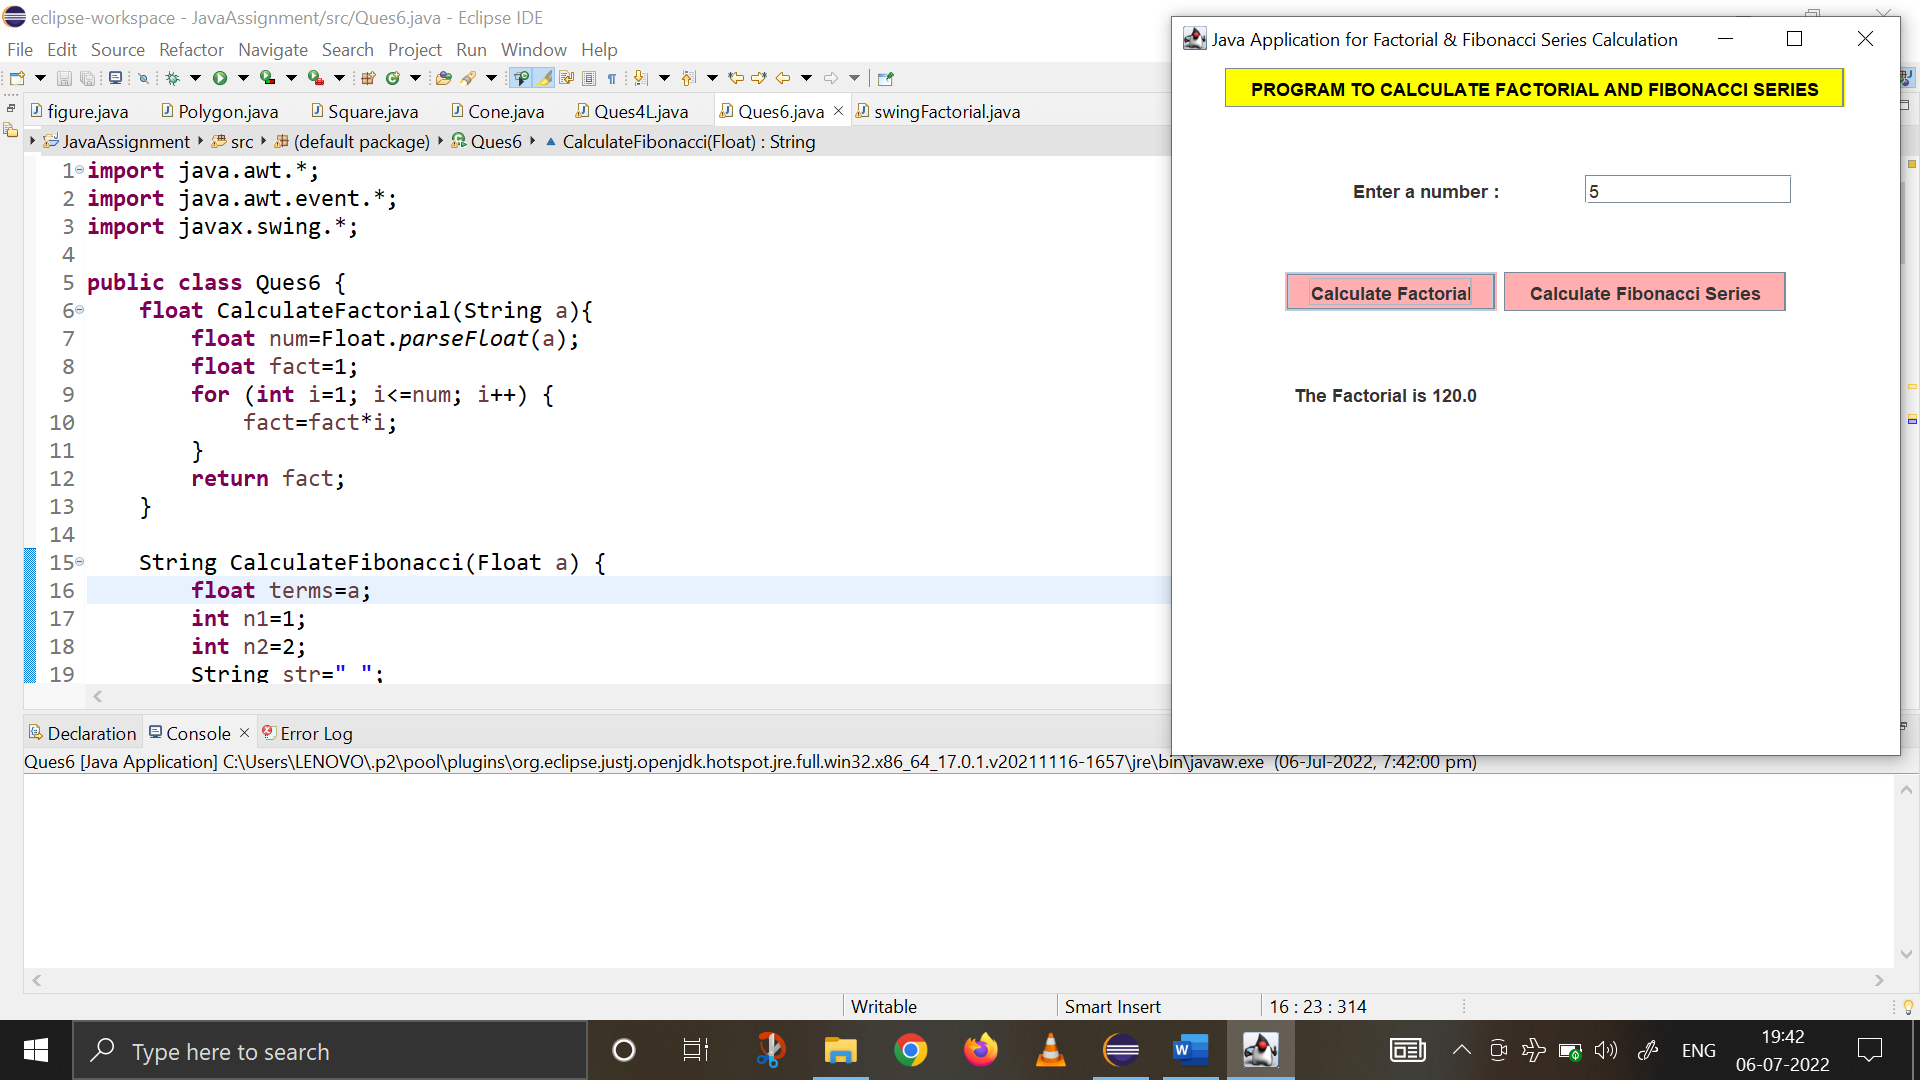 eclipse-workspace - JavaAssignment/src/Ques6.java - Eclipse IDE
File Edit Source Refactor Navigate Search Project Run Window Help
figure.java Polygon.java Square.java Cone.java Ques4L.java Ques6.java swingFactorial.java
JavaAssignment src (default package) Ques6 CalculateFibonacci(Float) : String
1 import java.awt.*;
2 import java.awt.event.*;
3 import javax.swing.*;
4
5 public class Ques6 {
6 float CalculateFactorial(String a){
7 float num=Float.parseFloat(a);
8 float fact=1;
9 for (int i=1; i<=num; i++) {
10 fact=fact*i;
11 }
12 return fact;
13 }
14
15 String CalculateFibonacci(Float a) {
16 float terms=a;
17 int n1=1;
18 int n2=2;
19 String str=" ";
Java Application for Factorial & Fibonacci Series Calculation
PROGRAM TO CALCULATE FACTORIAL AND FIBONACCI SERIES
Enter a number : 5
Calculate Factorial Calculate Fibonacci Series
The Factorial is 120.0
Declaration Console Error Log
Ques6 [Java Application] C:\Users\LENOVO\.p2\pool\plugins\org.eclipse.justj.openjdk.hotspot.jre.full.win32.x86_64_17.0.1.v20211116-1657\jre\bin\javaw.exe (06-Jul-2022, 7:42:00 pm)
Writable Smart Insert 16 : 23 : 314
Type here to search
ENG
19:42
06-07-2022